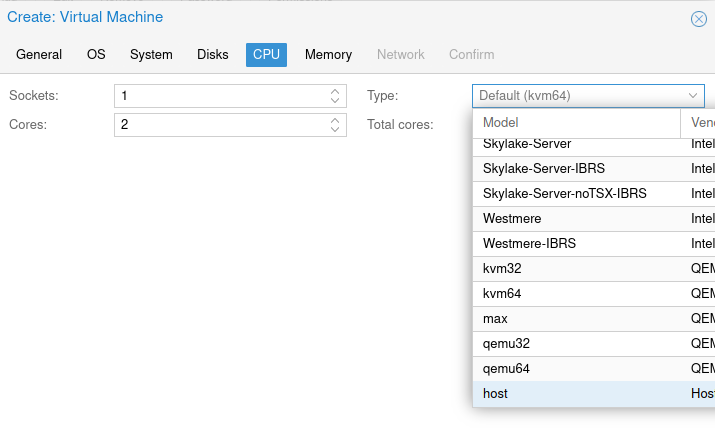 Create: Virtual Machine
General OS System Disks CPU Memory Network Confirm
Sockets: 1 Type: Default (kvm64)
Cores: 2 Total cores:
Model Vend
Skylake-Server Intel
Skylake-Server-IBRS Intel
Skylake-Server-noTSX-IBRS Intel
Westmere Intel
Westmere-IBRS Intel
kvm32 QEM
kvm64 QEM
max QEM
qemu32 QEM
qemu64 QEM
host Host